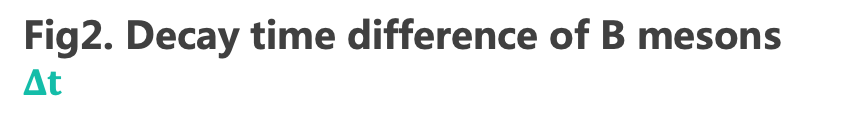 Fig2. Decay time difference of B mesons
Δt